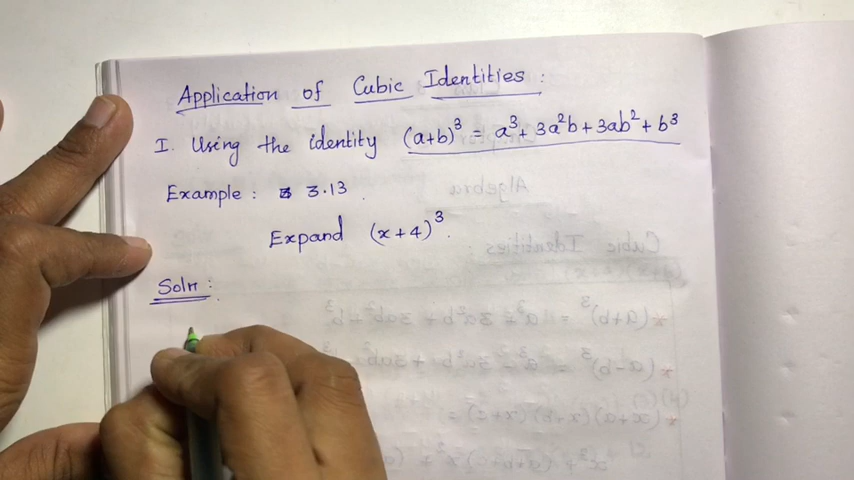 Application of Cubic Identities :
I. Using the identity (a+b)³ = a³ + 3a²b + 3ab² + b³
Example : 3.13
Expand (x+4)³.
Soln :